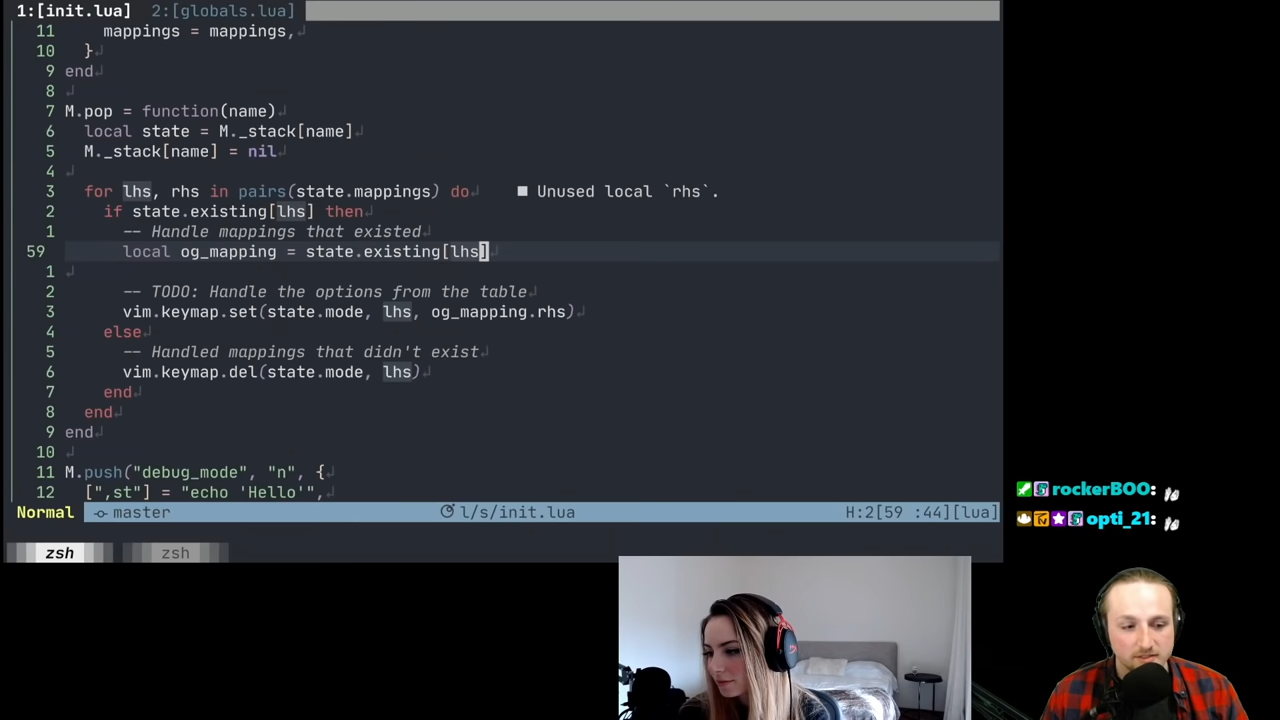 1:[init.lua] 2:[globals.lua]
11 mappings = mappings,↲
10 }↲
9 end↲
8 ↲
7 M.pop = function(name)↲
6 local state = M._stack[name]↲
5 M._stack[name] = nil↲
4 ↲
3 for lhs, rhs in pairs(state.mappings) do↲ ■ Unused local `rhs`.
2 if state.existing[lhs] then↲
1 -- Handle mappings that existed↲
59 local og_mapping = state.existing[lhs]↲
1 ↲
2 -- TODO: Handle the options from the table↲
3 vim.keymap.set(state.mode, lhs, og_mapping.rhs)↲
4 else↲
5 -- Handled mappings that didn't exist↲
6 vim.keymap.del(state.mode, lhs)↲
7 end↲
8 end↲
9 end↲
10 ↲
11 M.push("debug_mode", "n", {↲
12 [",st"] = "echo 'Hello'",↲
Normal master l/s/init.lua H:2[59 :44][lua]
zsh zsh
rockerBOO:
opti_21: